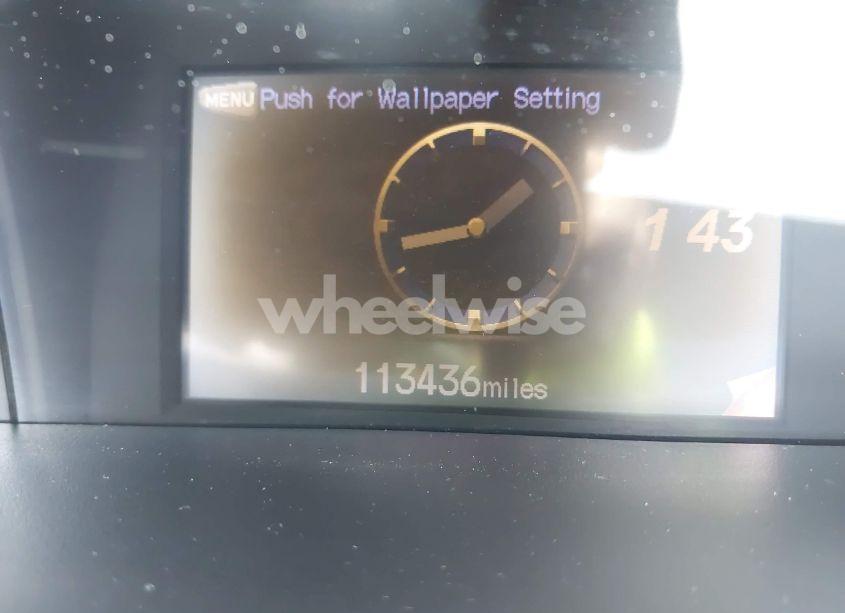 MENU Push for Wallpaper Setting
1 43
wheelwise
113436miles